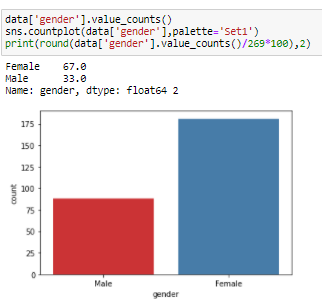 data['gender'].value_counts()
sns.countplot(data['gender'],palette='Set1')
print(round(data['gender'].value_counts()/269*100),2)
Female    67.0
Male      33.0
Name: gender, dtype: float64 2
175
150
125
100
75
50
25
0
count
Male
Female
gender